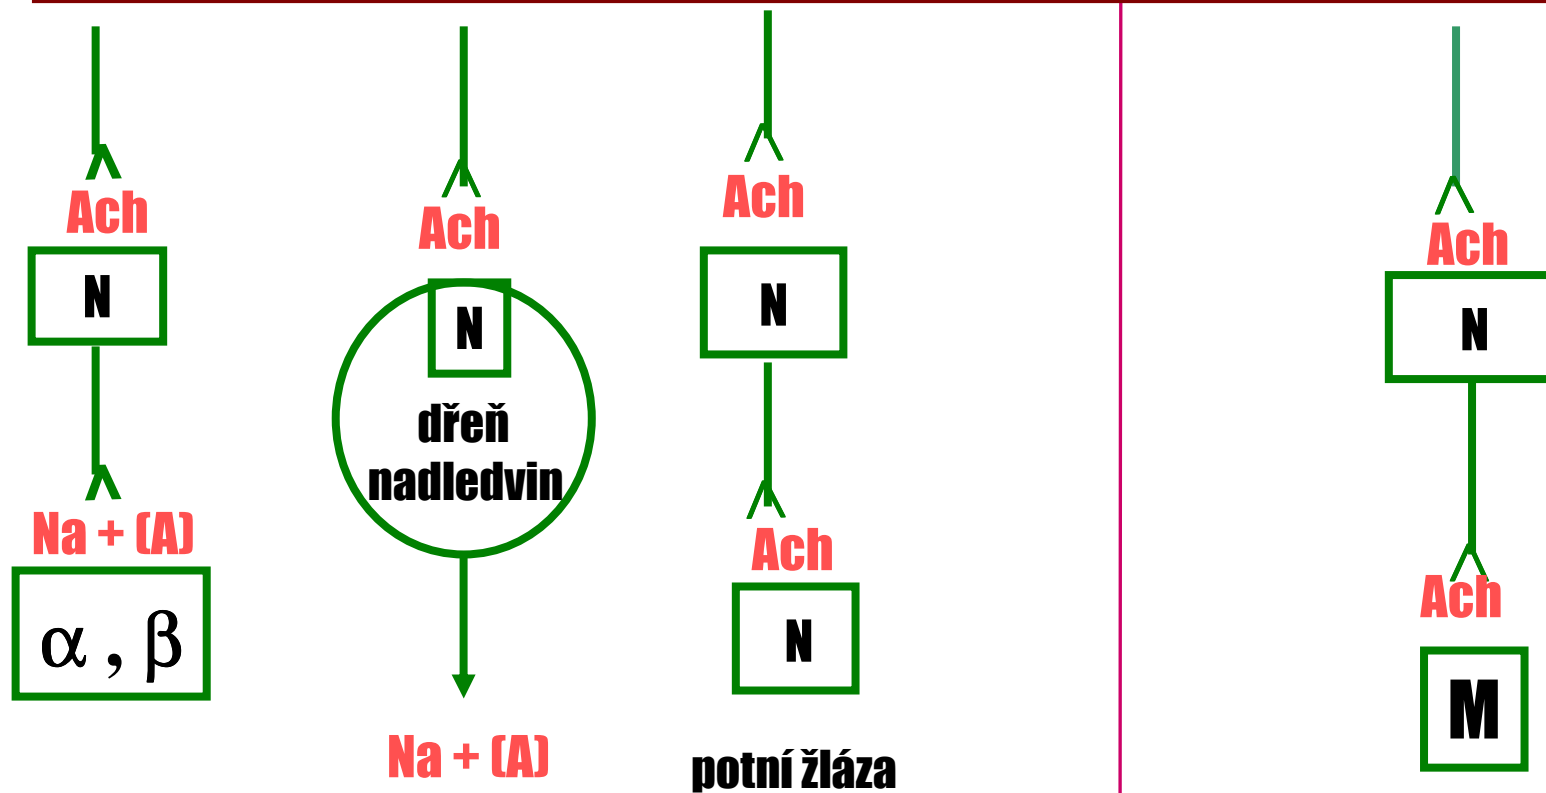 Ach
N
Na + (A)
α , β
Ach
N
dřeň
nadledvin
Na + (A)
Ach
N
Ach
N
potní žláza
Ach
N
Ach
M